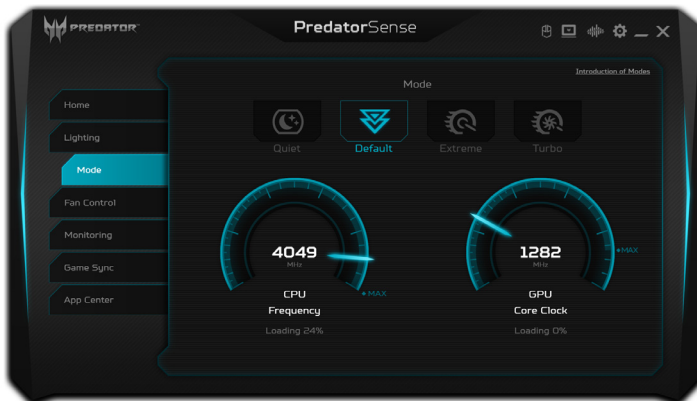 PREDATOR
PredatorSense
Introduction of Modes
Mode
Home
Lighting
Mode
Fan Control
Monitoring
Game Sync
App Center
Quiet
Default
Extreme
Turbo
4049
MHz
MAX
CPU
Frequency
Loading 24%
1282
MHz
MAX
GPU
Core Clock
Loading 0%